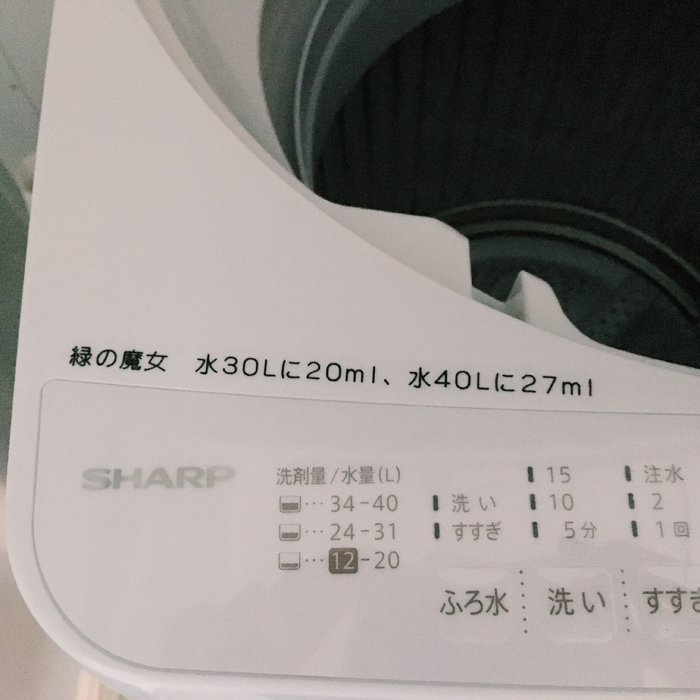 緑の魔女 水30Lに20ml、水40Lに27ml
SHARP
洗剤量/水量(L)
…34-40
…24-31
…12-20
洗い
すすぎ
15
10
5分
注水
2
1回
ふろ水
洗い
すすぎ